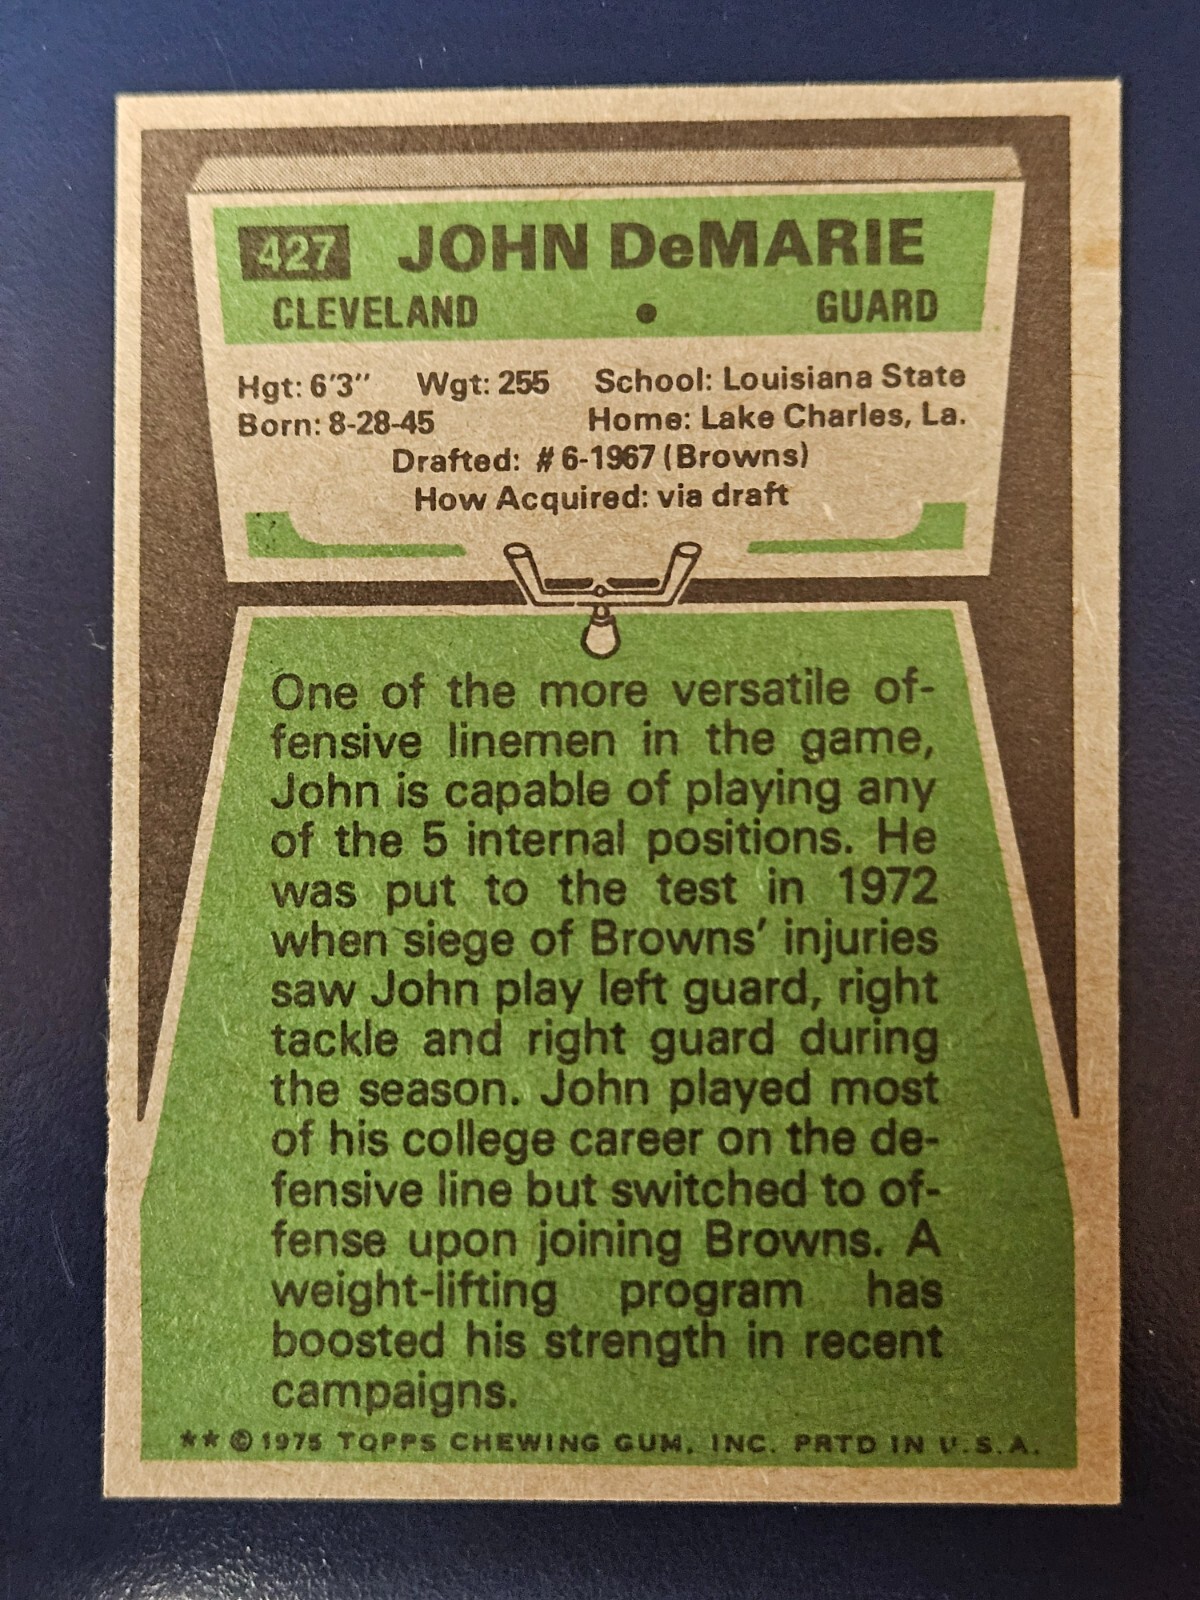 427 JOHN DeMARIE
CLEVELAND • GUARD
Hgt: 6'3" Wgt: 255 School: Louisiana State
Born: 8-28-45 Home: Lake Charles, La.
Drafted: #6-1967 (Browns)
How Acquired: via draft
One of the more versatile of-
fensive linemen in the game,
John is capable of playing any
of the 5 internal positions. He
was put to the test in 1972
when siege of Browns' injuries
saw John play left guard, right
tackle and right guard during
the season. John played most
of his college career on the de-
fensive line but switched to of-
fense upon joining Browns. A
weight-lifting program has
boosted his strength in recent
campaigns.
** © 1975 TOPPS CHEWING GUM, INC. PRTD IN U.S.A.